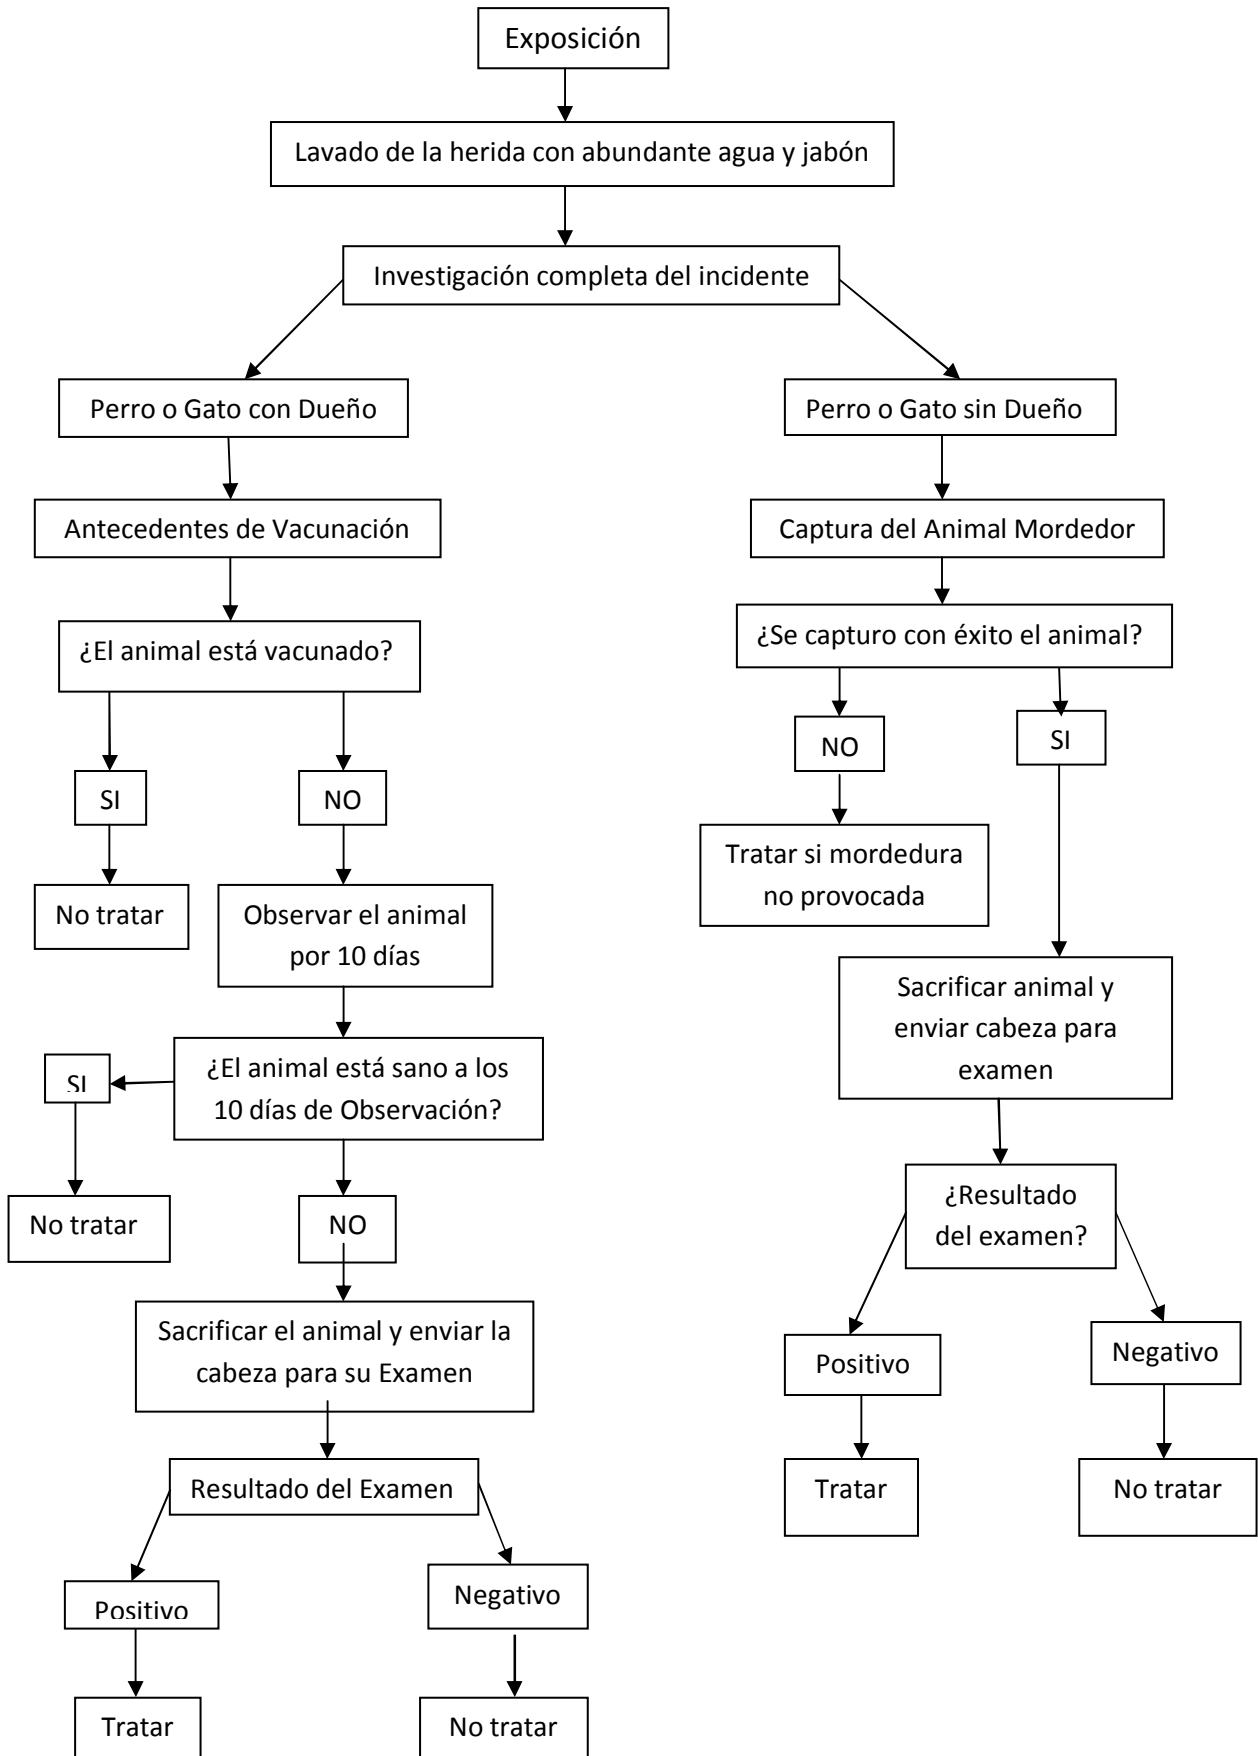 Exposición
Lavado de la herida con abundante agua y jabón
Investigación completa del incidente
Perro o Gato con Dueño
Perro o Gato sin Dueño
Antecedentes de Vacunación
Captura del Animal Mordedor
¿El animal está vacunado?
¿Se capturo con éxito el animal?
SI
NO
NO
SI
No tratar
Observar el animal
por 10 días
Tratar si mordedura
no provocada
Sacrificar animal y
enviar cabeza para
examen
¿El animal está sano a los
10 días de Observación?
SI
No tratar
NO
¿Resultado
del examen?
Sacrificar el animal y enviar la
cabeza para su Examen
Positivo
Negativo
Tratar
No tratar
Resultado del Examen
Positivo
Negativo
Tratar
No tratar